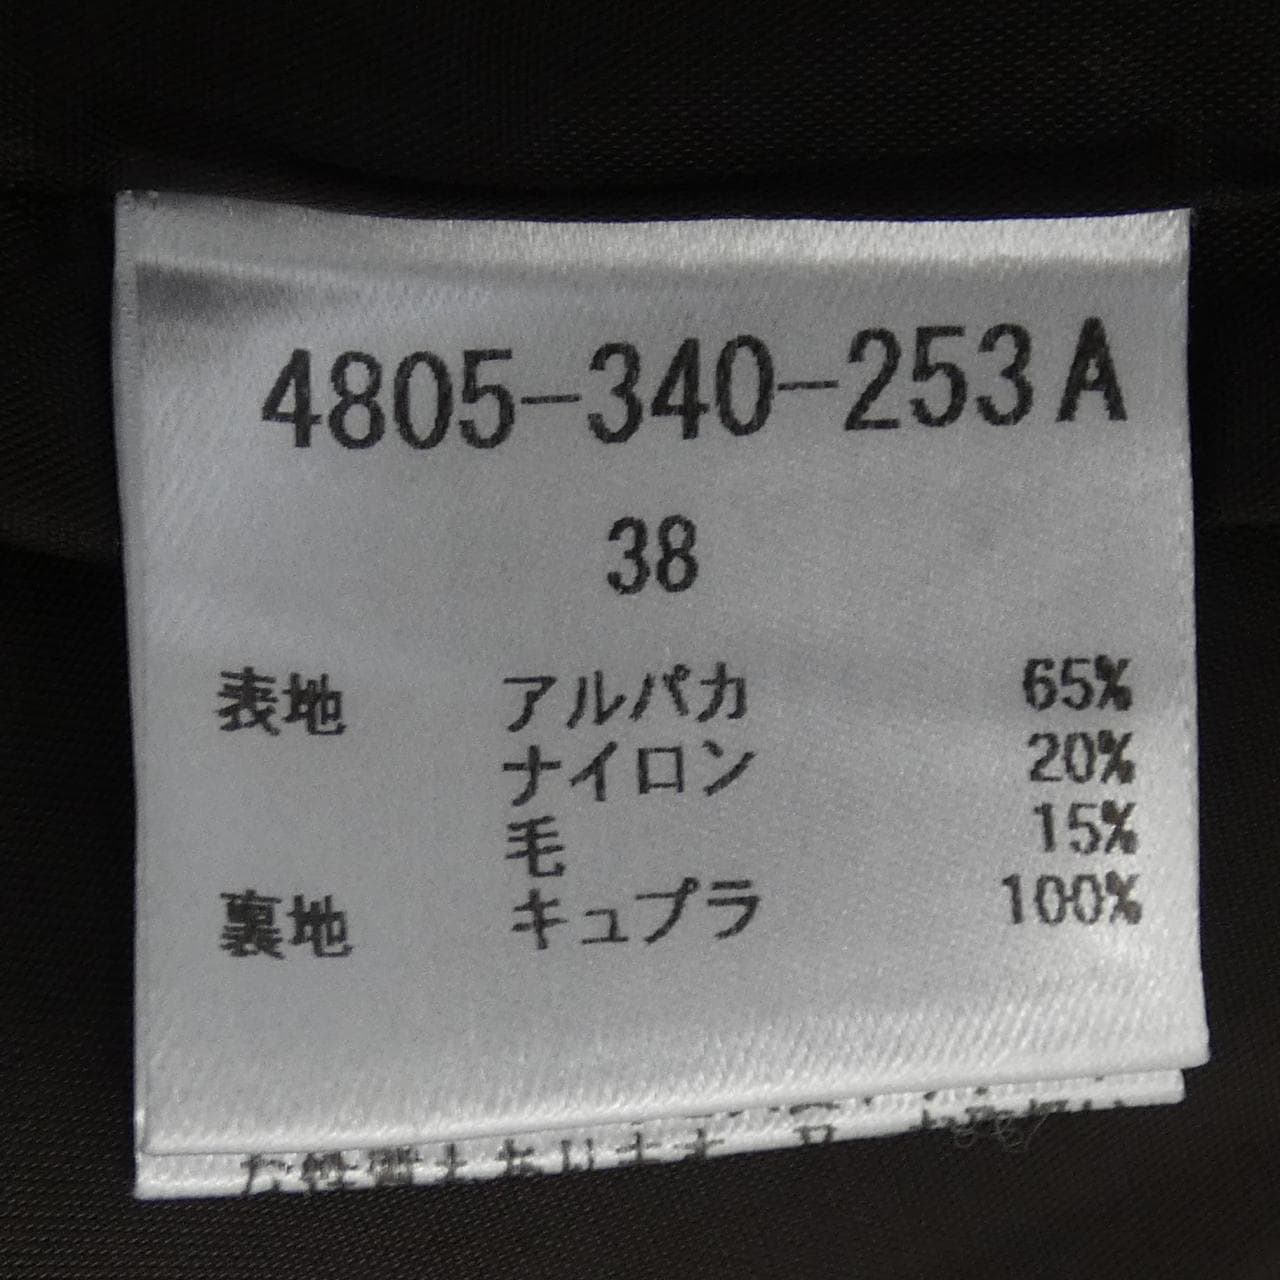 4805-340-253A
38
表地 アルパカ 65%
ナイロン 20%
毛 15%
裏地 キュプラ 100%